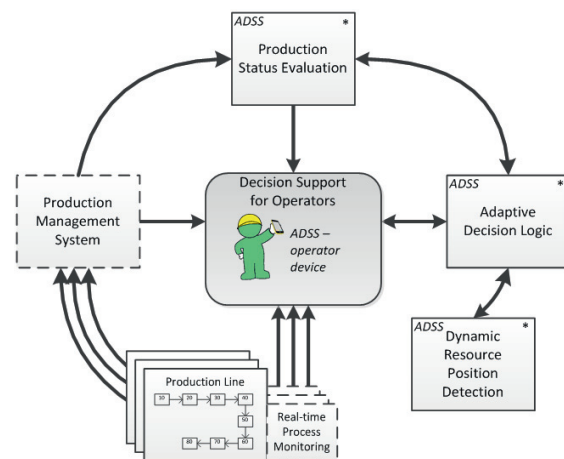 ADSS *
Production
Status Evaluation
Production
Management
System
Decision Support
for Operators
ADSS –
operator
device
ADSS *
Adaptive
Decision Logic
ADSS *
Dynamic
Resource
Position
Detection
Production Line
10 20 30 40
50
80 70 60
Real-time
Process
Monitoring